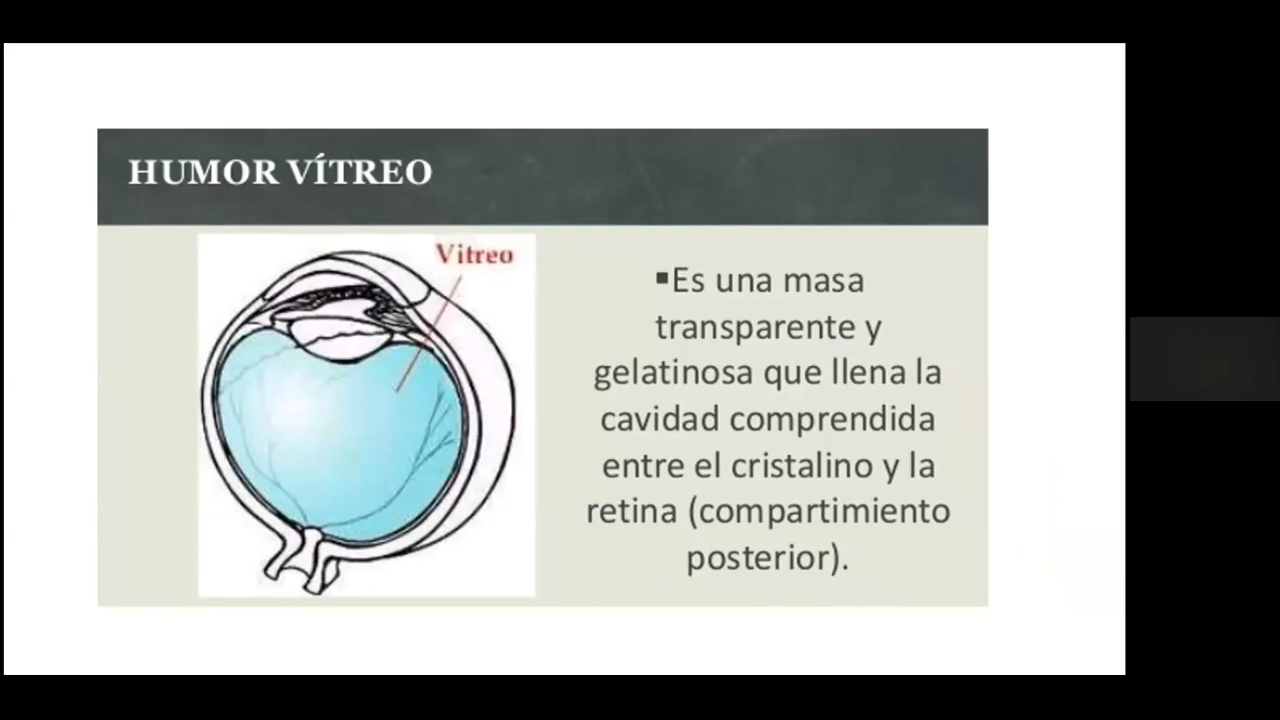 HUMOR VÍTREO
Vitreo
▪Es una masa
transparente y
gelatinosa que llena la
cavidad comprendida
entre el cristalino y la
retina (compartimiento
posterior).